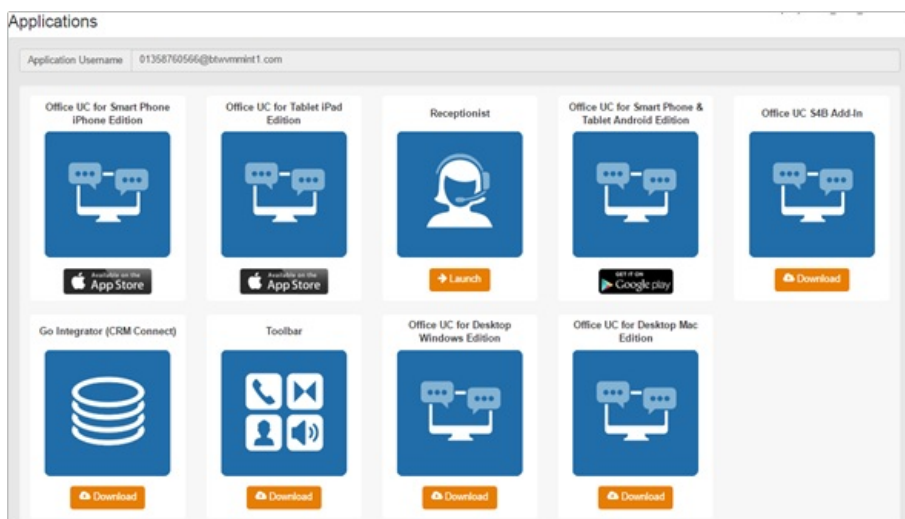 Applications
Application Username 01358760566@btwvmmint1.com
Office UC for Smart Phone
iPhone Edition
Office UC for Tablet iPad
Edition
Receptionist
Office UC for Smart Phone &
Tablet Android Edition
Office UC S4B Add-In
Available on the
App Store
Available on the
App Store
Launch
GET IT ON
Google play
Download
Go Integrator (CRM Connect)
Toolbar
Office UC for Desktop
Windows Edition
Office UC for Desktop Mac
Edition
Download
Download
Download
Download